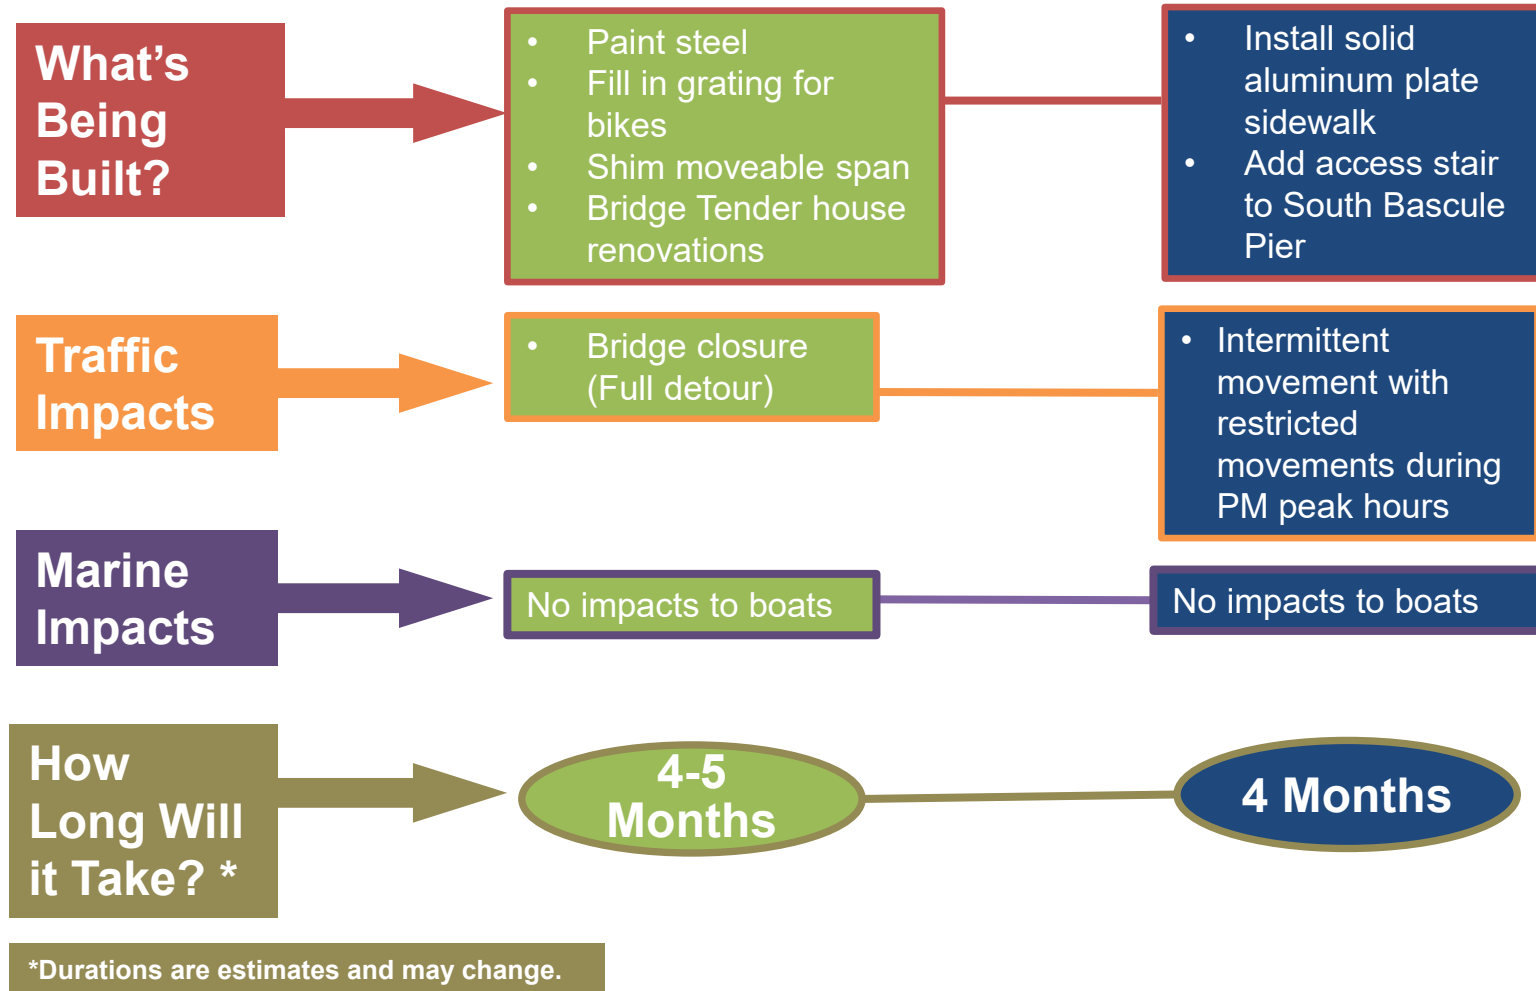 What's
Being
Built?
• Paint steel
• Fill in grating for
bikes
• Shim moveable span
• Bridge Tender house
renovations
• Install solid
aluminum plate
sidewalk
• Add access stair
to South Bascule
Pier
Traffic
Impacts
• Bridge closure
(Full detour)
• Intermittent
movement with
restricted
movements during
PM peak hours
Marine
Impacts
No impacts to boats
No impacts to boats
How
Long Will
it Take? *
4-5
Months
4 Months
*Durations are estimates and may change.